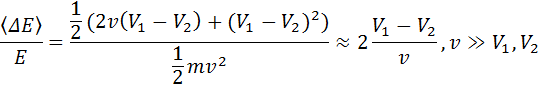 ⟨ΔE⟩/E = (1/2 (2v(V₁ − V₂) + (V₁ − V₂)²))/(1/2 mv²) ≈ 2 (V₁ − V₂)/v , v ≫ V₁, V₂